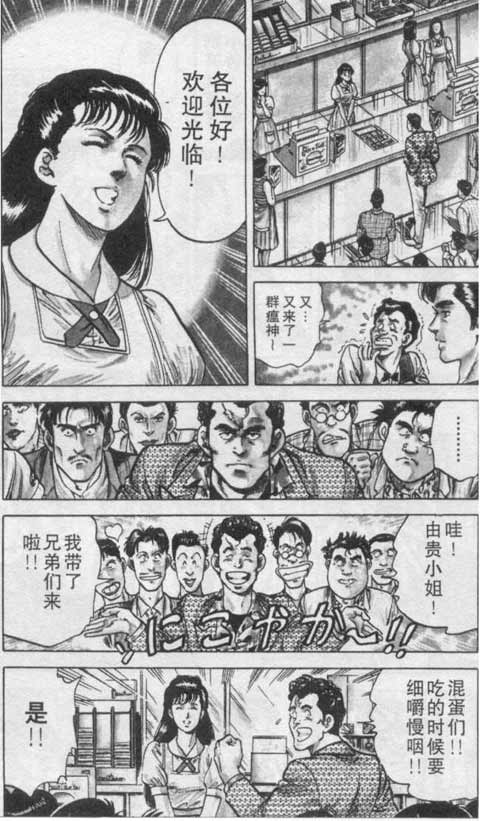 各位好！
欢迎光临！
又…
又来了一
群瘟神～
………
哇！
由贵小姐！
我带了
兄弟们来
啦!!
にこやか〜!!
混蛋们!!
吃的时候要
细嚼慢咽!!
是!!